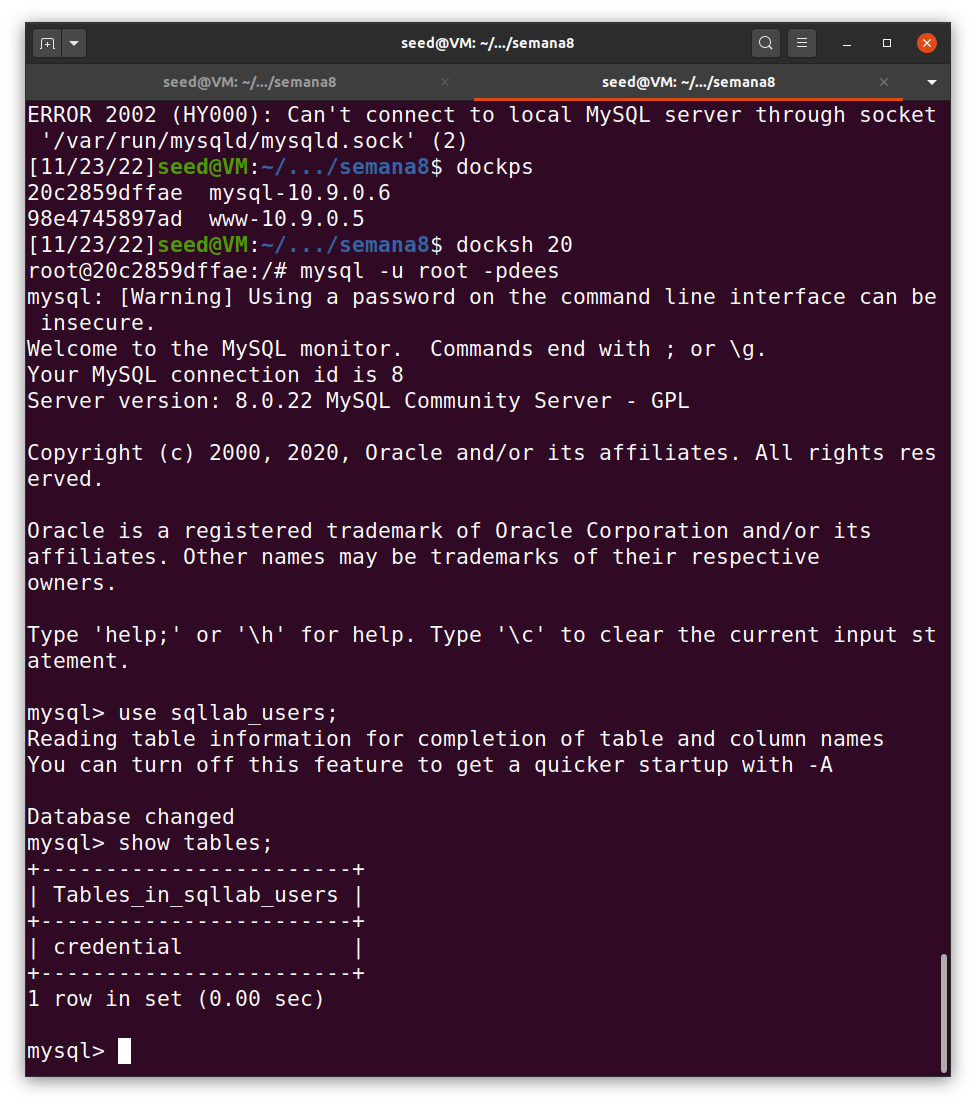 seed@VM: ~/.../semana8
seed@VM: ~/.../semana8
seed@VM: ~/.../semana8
ERROR 2002 (HY000): Can't connect to local MySQL server through socket
 '/var/run/mysqld/mysqld.sock' (2)
[11/23/22]seed@VM:~/.../semana8$ dockps
20c2859dffae  mysql-10.9.0.6
98e4745897ad  www-10.9.0.5
[11/23/22]seed@VM:~/.../semana8$ docksh 20
root@20c2859dffae:/# mysql -u root -pdees
mysql: [Warning] Using a password on the command line interface can be
 insecure.
Welcome to the MySQL monitor.  Commands end with ; or \g.
Your MySQL connection id is 8
Server version: 8.0.22 MySQL Community Server - GPL
Copyright (c) 2000, 2020, Oracle and/or its affiliates. All rights res
erved.
Oracle is a registered trademark of Oracle Corporation and/or its
affiliates. Other names may be trademarks of their respective
owners.
Type 'help;' or '\h' for help. Type '\c' to clear the current input st
atement.
mysql> use sqllab_users;
Reading table information for completion of table and column names
You can turn off this feature to get a quicker startup with -A
Database changed
mysql> show tables;
+------------------------+
| Tables_in_sqllab_users |
+------------------------+
| credential             |
+------------------------+
1 row in set (0.00 sec)
mysql>